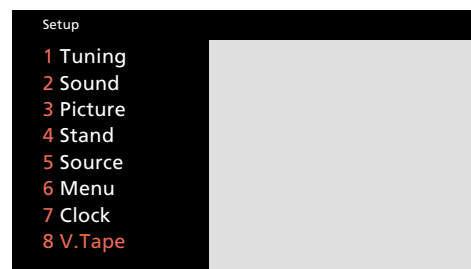 Setup
1 Tuning
2 Sound
3 Picture
4 Stand
5 Source
6 Menu
7 Clock
8 V.Tape